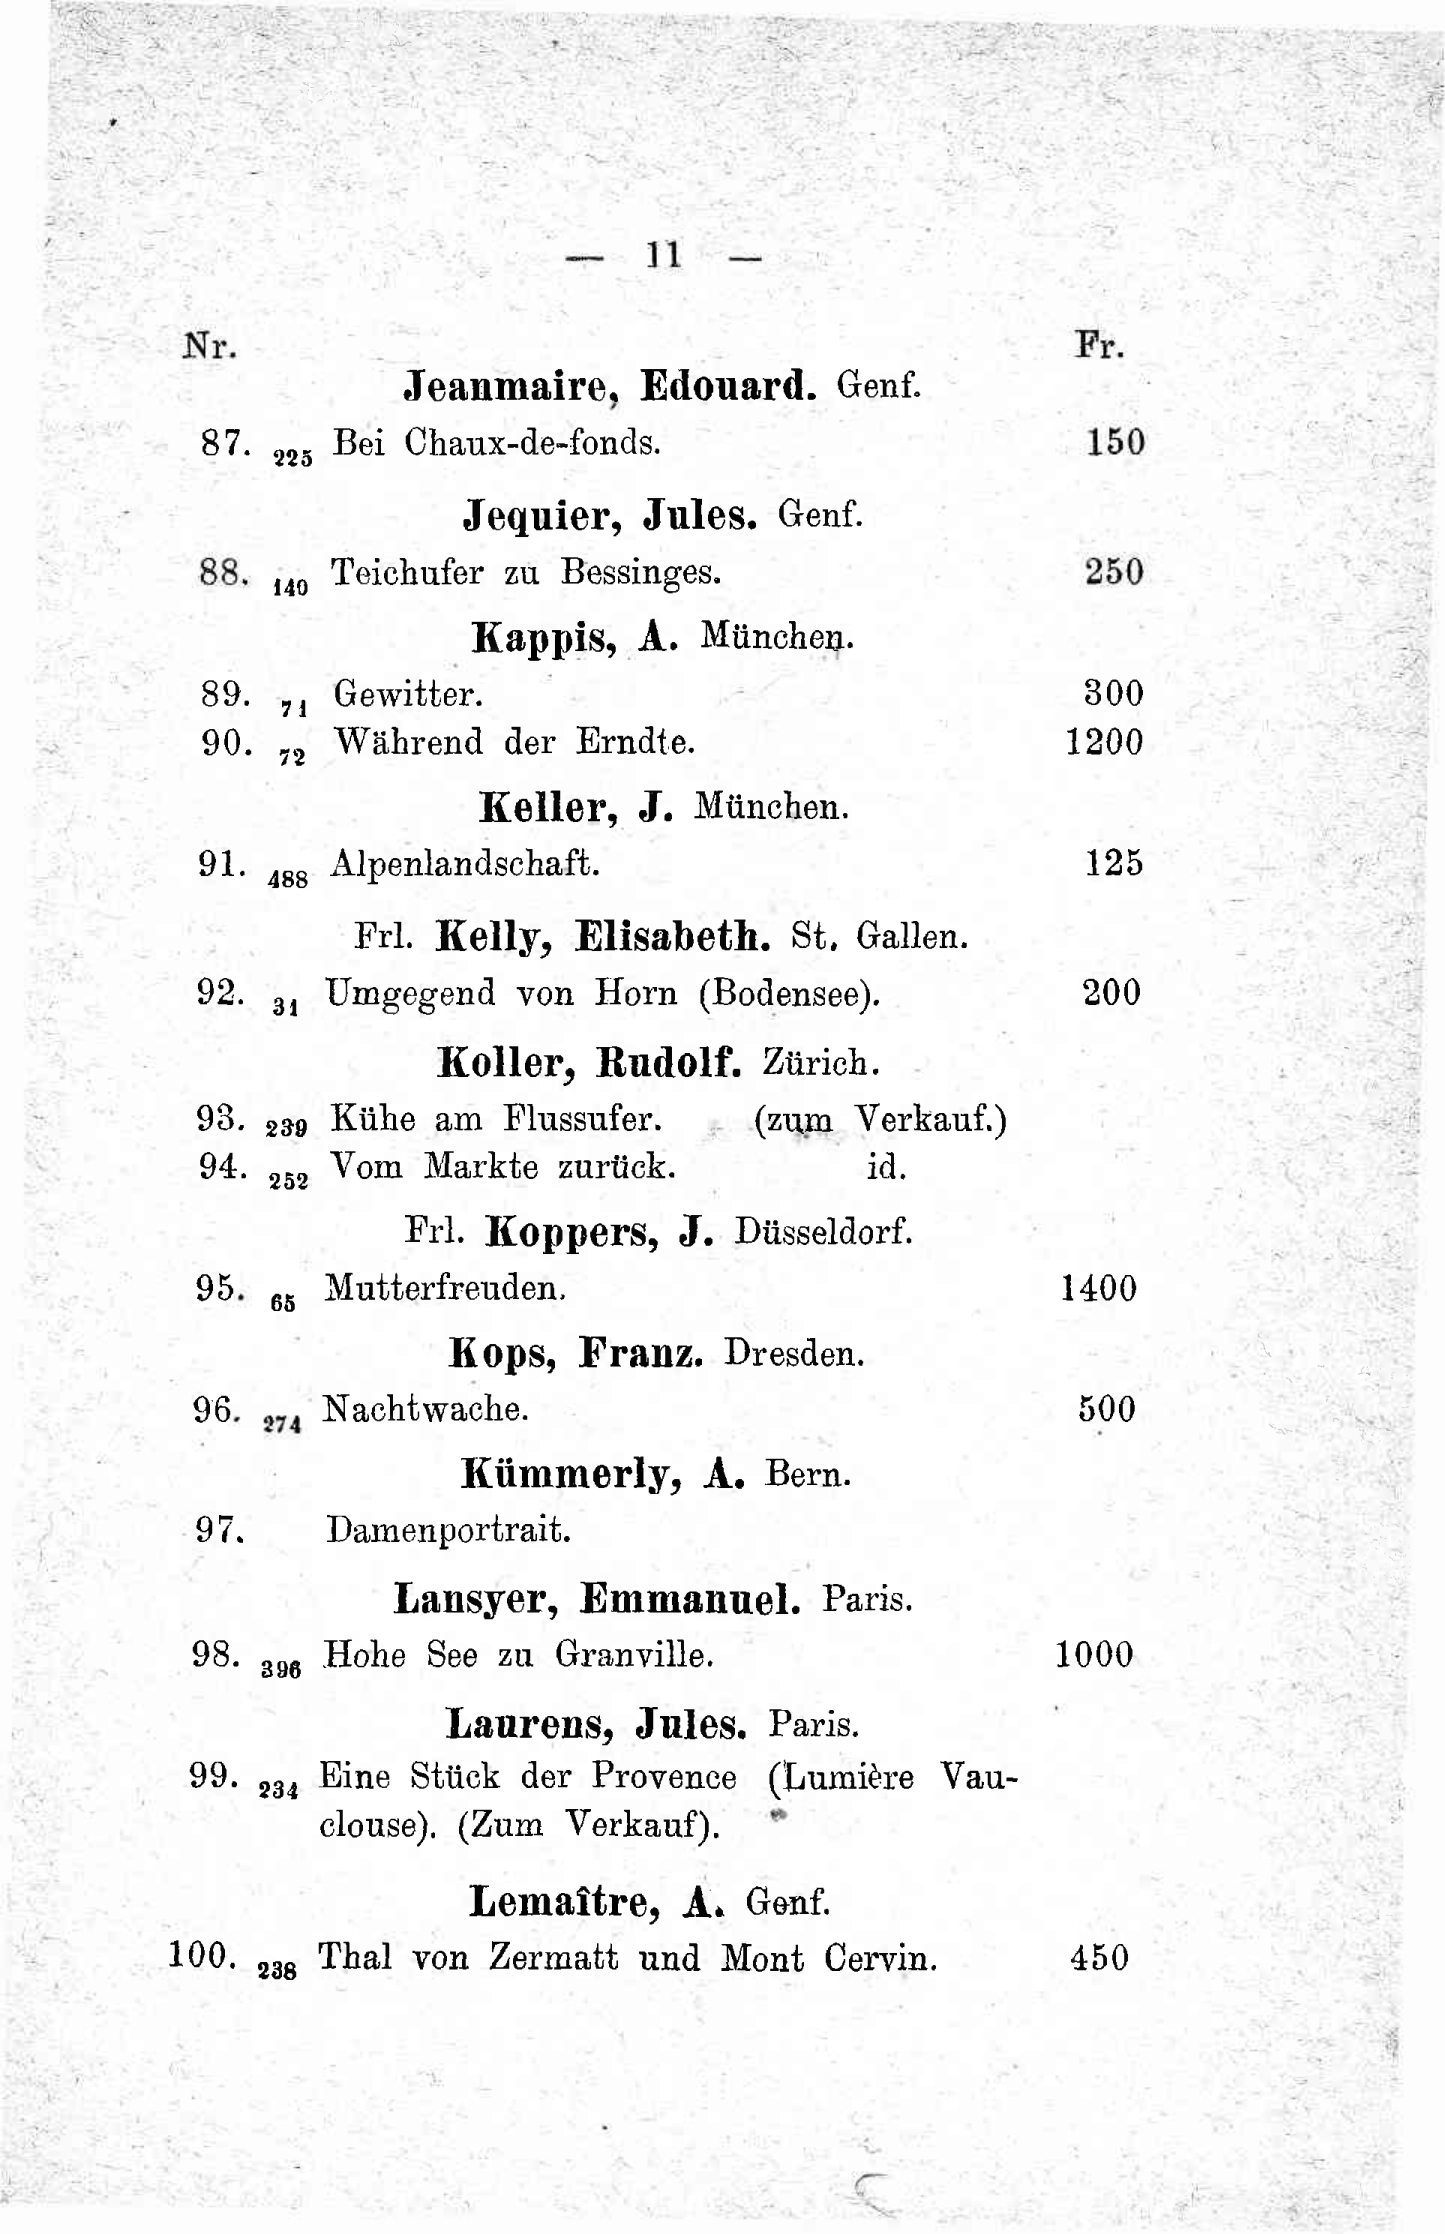 — 11 —
Nr. Fr.
Jeanmaire, Edouard. Genf.
87. 225 Bei Chaux-de-fonds. 150
Jequier, Jules. Genf.
88. 140 Teichufer zu Bessinges. 250
Kappis, A. München.
89. 71 Gewitter. 300
90. 72 Während der Erndte. 1200
Keller, J. München.
91. 488 Alpenlandschaft. 125
Frl. Kelly, Elisabeth. St. Gallen.
92. 31 Umgegend von Horn (Bodensee). 200
Koller, Rudolf. Zürich.
93. 239 Kühe am Flussufer. (zum Verkauf.)
94. 252 Vom Markte zurück. id.
Frl. Koppers, J. Düsseldorf.
95. 65 Mutterfreuden. 1400
Kops, Franz. Dresden.
96. 274 Nachtwache. 500
Kümmerly, A. Bern.
97. Damenportrait.
Lansyer, Emmanuel. Paris.
98. 396 Hohe See zu Granville. 1000
Laurens, Jules. Paris.
99. 234 Eine Stück der Provence (Lumière Vau-
clouse). (Zum Verkauf).
Lemaître, A. Genf.
100. 238 Thal von Zermatt und Mont Cervin. 450